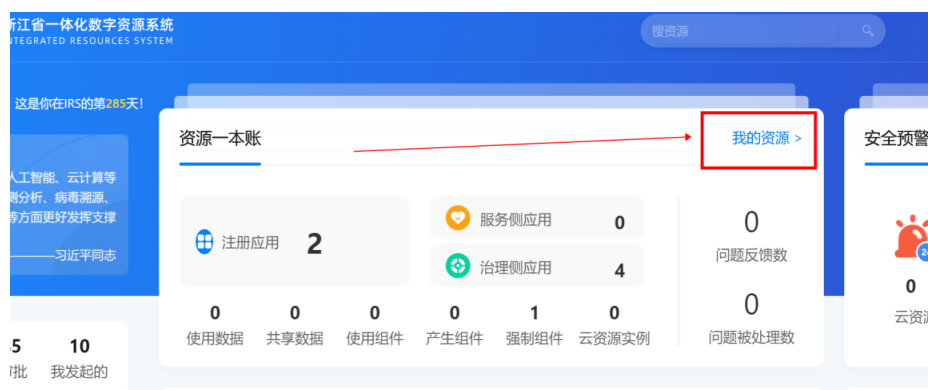 江省一体化数字资源系统
INTEGRATED RESOURCES SYSTEM
搜资源
这是你在IRS的第285天!
人工智能、云计算等
测分析、病毒溯源、
等方面更好发挥支撑
———习近平同志
资源一本账
我的资源 >
注册应用 2
服务侧应用 0
治理侧应用 4
0
问题反馈数
0
问题被处理数
0 0 0 0 1 0
使用数据 共享数据 使用组件 产生组件 强制组件 云资源实例
安全预警
24
0
云资源
5 10
批 我发起的